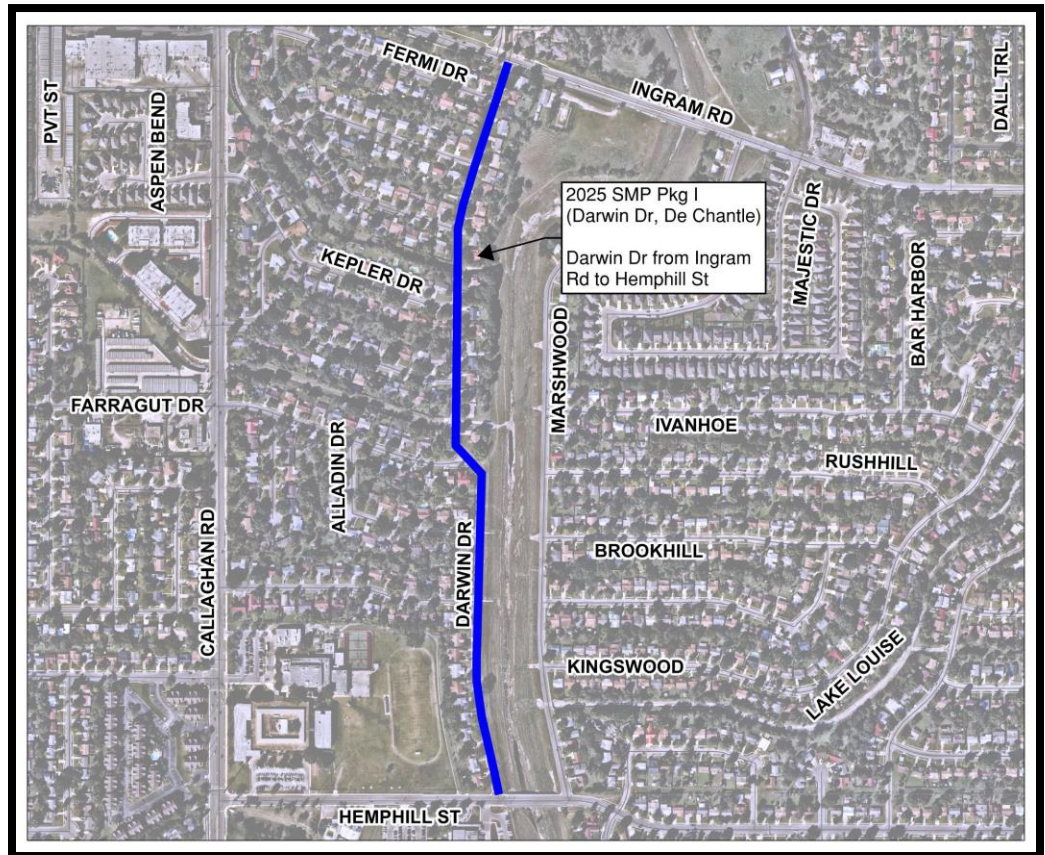 FERMI DR
INGRAM RD
DALL TRL
PVT ST
ASPEN BEND
2025 SMP Pkg I
(Darwin Dr, De Chantle)
Darwin Dr from Ingram
Rd to Hemphill St
MAJESTIC DR
KEPLER DR
BAR HARBOR
MARSHWOOD
FARRAGUT DR
IVANHOE
ALLADIN DR
RUSHHILL
CALLAGHAN RD
DARWIN DR
BROOKHILL
KINGSWOOD
LAKE LOUISE
HEMPHILL ST